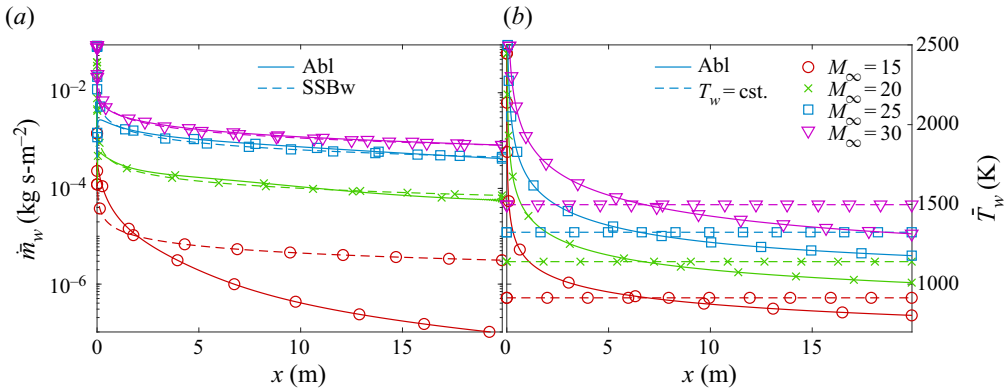 (a)
(b)
Abl
SSBw
10⁻²
10⁻⁴
10⁻⁶
ṁ_w (kg s-m⁻²)
0 5 10 15
x (m)
Abl
T_w = cst.
M_∞ = 15
M_∞ = 20
M_∞ = 25
M_∞ = 30
2500
2000
1500
1000
T̄_w (K)
0 5 10 15
x (m)